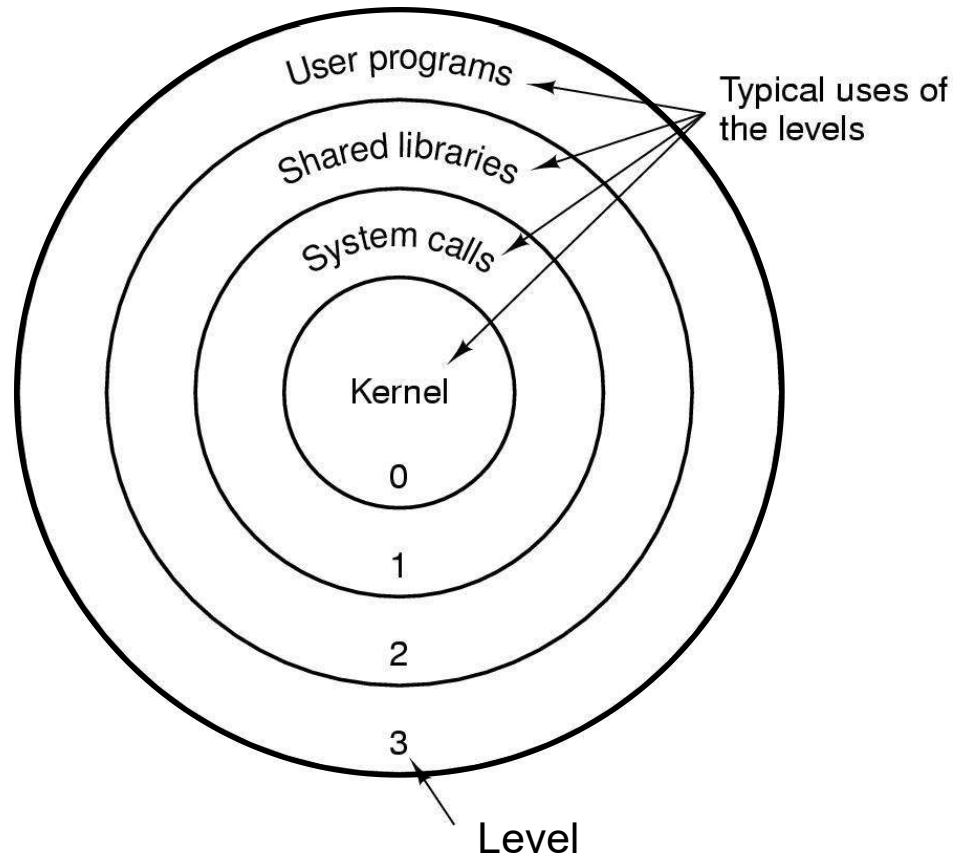 User programs
Typical uses of
the levels
Shared libraries
System calls
Kernel
0
1
2
3
Level